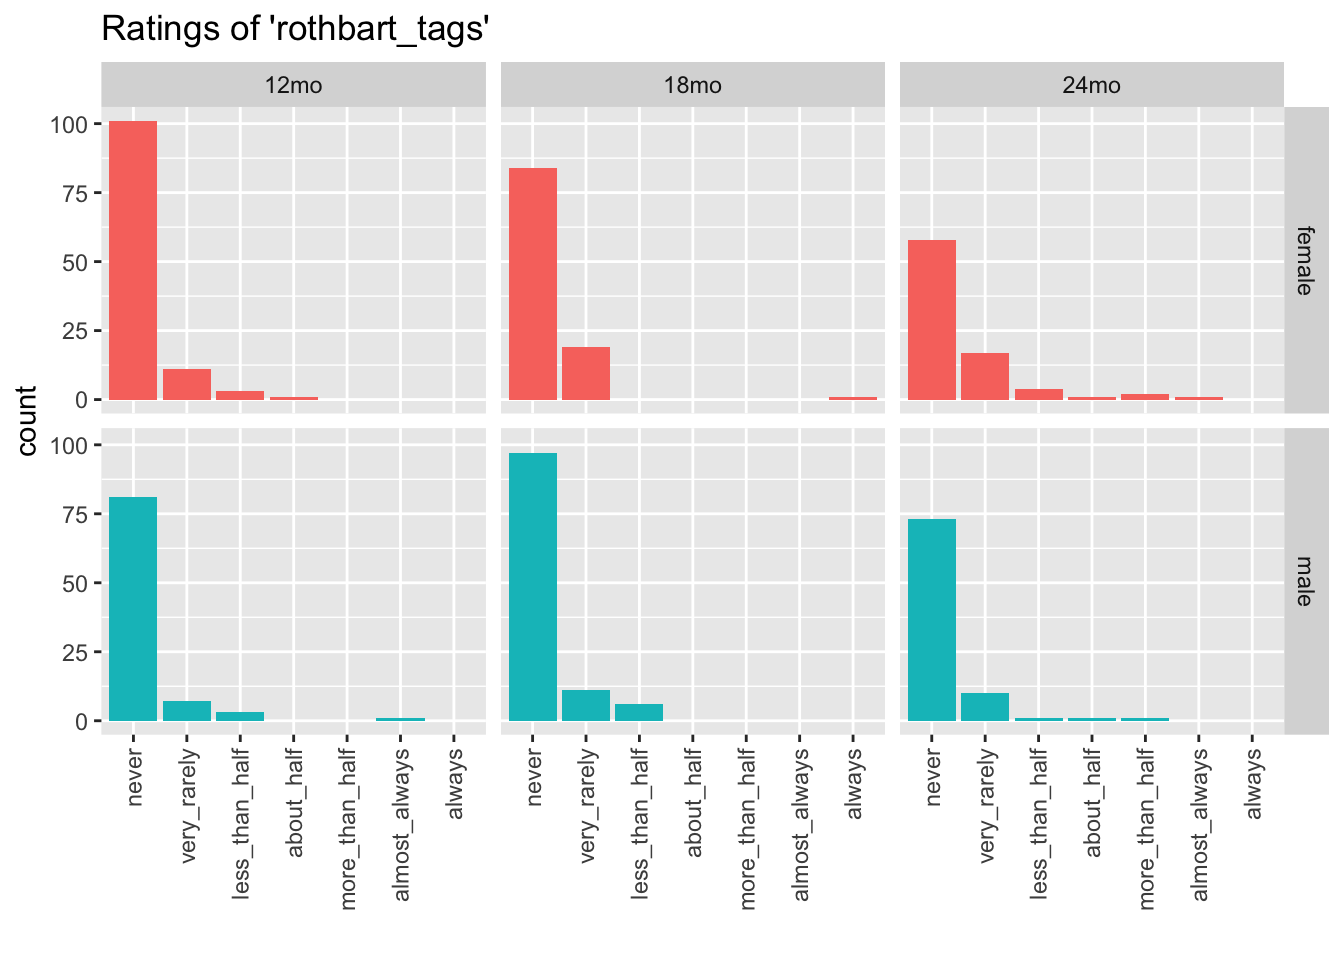 Ratings of 'rothbart_tags'
12mo 18mo 24mo
count
100
75
50
25
0
female
100
75
50
25
0
male
never very_rarely less_than_half about_half more_than_half almost_always always never very_rarely less_than_half about_half more_than_half almost_always always never very_rarely less_than_half about_half more_than_half almost_always always